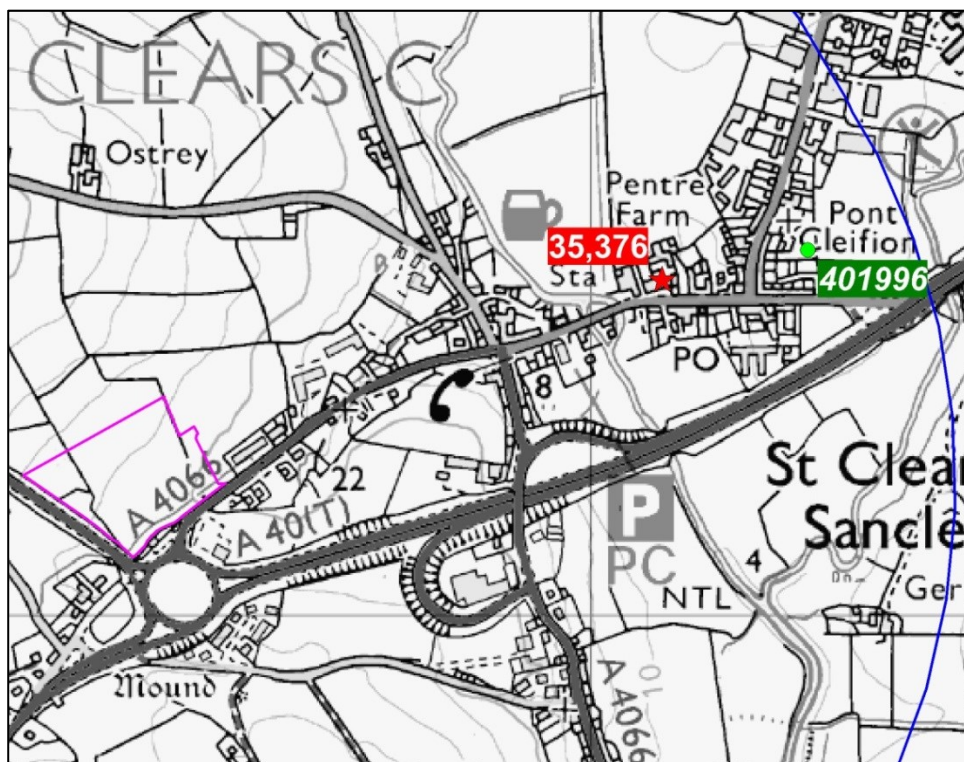 CLEARS C
Ostrey
Pentre
Farm
Pont
Cleifion
35,376
Sta
B
401996
PO
8
A 4066
22
A 40(T)
St Clea
Sancle
P
PC
4
NTL
Ger
Mound
10
A 4066